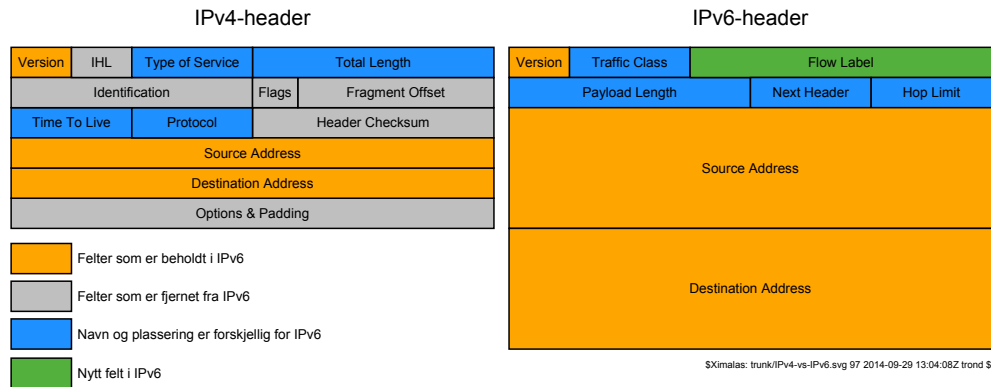 IPv4-header
Version IHL Type of Service Total Length
Identification Flags Fragment Offset
Time To Live Protocol Header Checksum
Source Address
Destination Address
Options & Padding
Felter som er beholdt i IPv6
Felter som er fjernet fra IPv6
Navn og plassering er forskjellig for IPv6
Nytt felt i IPv6
IPv6-header
Version Traffic Class Flow Label
Payload Length Next Header Hop Limit
Source Address
Destination Address
$Ximalas: trunk/IPv4-vs-IPv6.svg 97 2014-09-29 13:04:08Z trond $